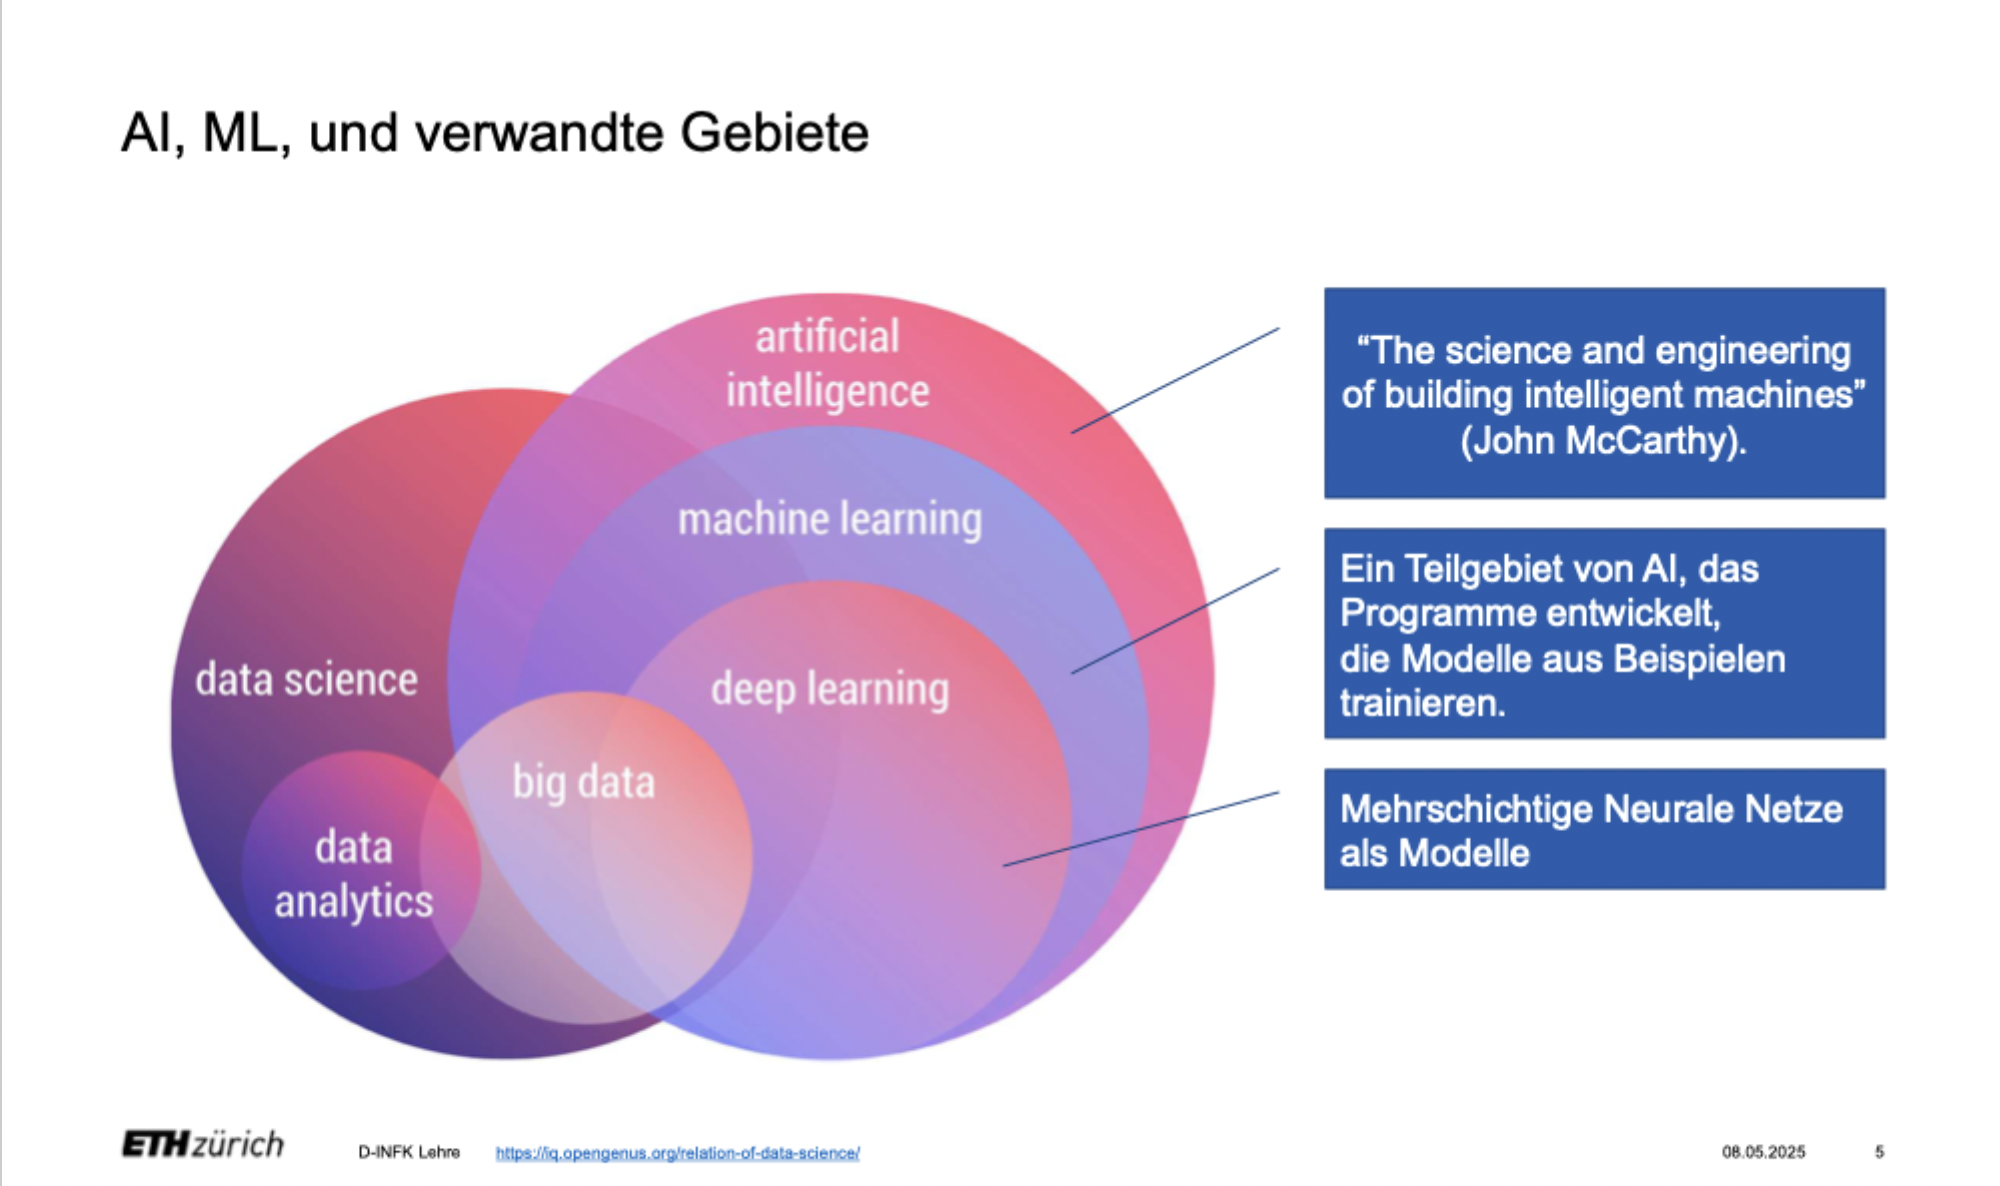 AI, ML, und verwandte Gebiete
artificial
intelligence
machine learning
deep learning
data science
big data
data
analytics
“The science and engineering
of building intelligent machines”
(John McCarthy).
Ein Teilgebiet von AI, das
Programme entwickelt,
die Modelle aus Beispielen
trainieren.
Mehrschichtige Neurale Netze
als Modelle
ETH zürich
D-INFK Lehre
https://iq.opengenus.org/relation-of-data-science/
08.05.2025
5